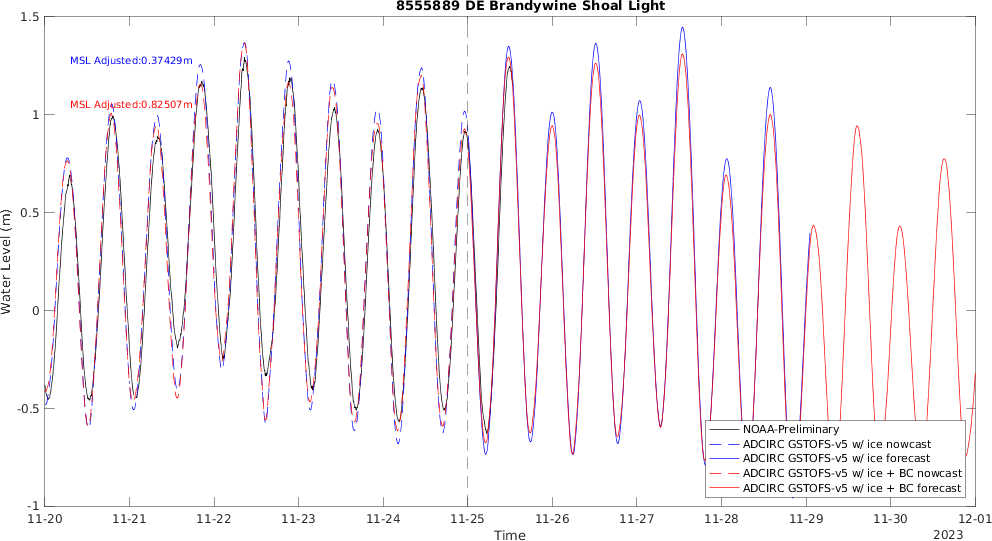 8555889 DE Brandywine Shoal Light
1.5
MSL Adjusted:0.37429m
MSL Adjusted:0.82507m
1
0.5
Water Level (m)
0
-0.5
-1
NOAA-Preliminary
ADCIRC GSTOFS-v5 w/ ice nowcast
ADCIRC GSTOFS-v5 w/ ice forecast
ADCIRC GSTOFS-v5 w/ ice + BC nowcast
ADCIRC GSTOFS-v5 w/ ice + BC forecast
11-20 11-21 11-22 11-23 11-24 11-25 11-26 11-27 11-28 11-29 11-30 12-01
Time
2023